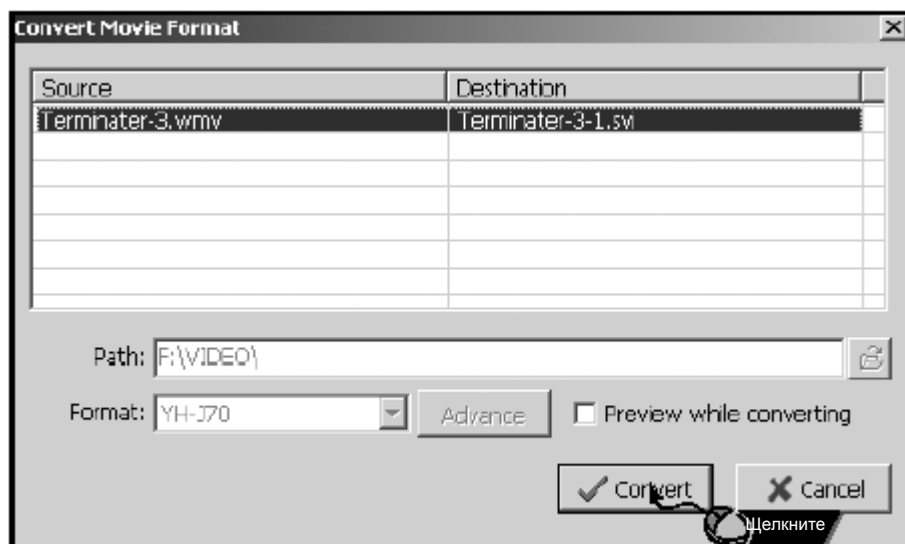 Convert Movie Format
Source Destination
Terminater-3.wmv Terminater-3-1.svi
Path: F:\VIDEO\
Format: YH-J70 Advance Preview while converting
Convert Cancel
Щелкните